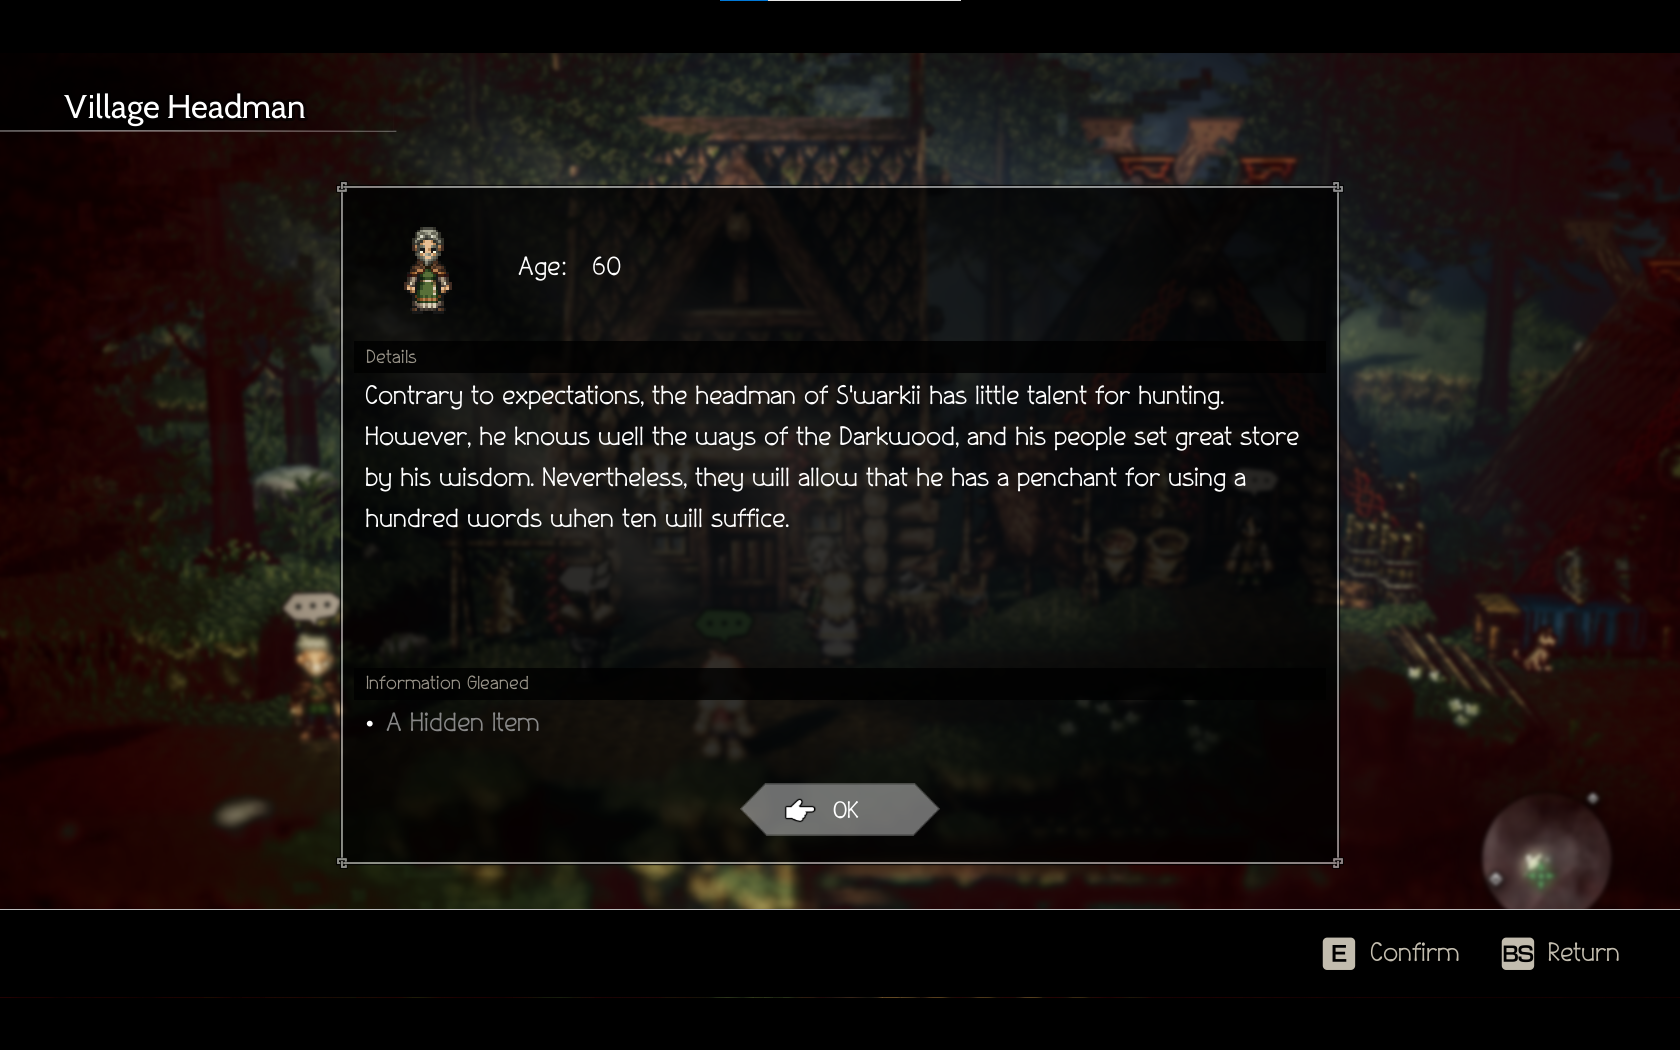 Village Headman
Age: 60
Details
Contrary to expectations, the headman of S'warkii has little talent for hunting.
However, he knows well the ways of the Darkwood, and his people set great store
by his wisdom. Nevertheless, they will allow that he has a penchant for using a
hundred words when ten will suffice.
Information Gleaned
• A Hidden Item
OK
E Confirm BS Return